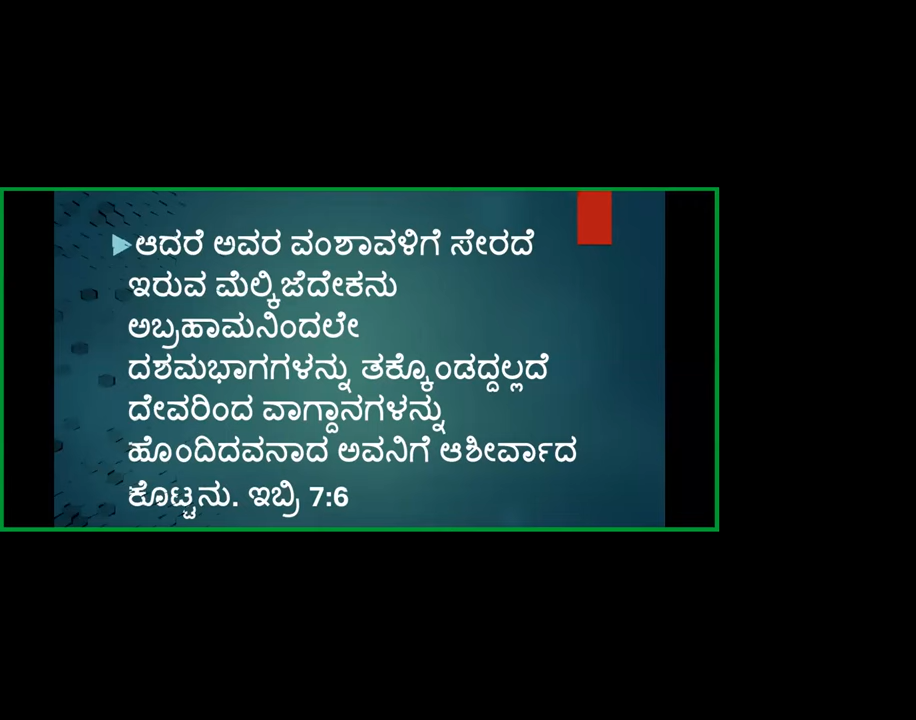 ಆದರೆ ಅವರ ವಂಶಾವಳಿಗೆ ಸೇರದೆ
ಇರುವ ಮೆಲ್ಕಿಜೆದೇಕನು
ಅಬ್ರಹಾಮನಿಂದಲೇ
ದಶಮಭಾಗಗಳನ್ನು ತಕ್ಕೊಂಡದ್ದಲ್ಲದೆ
ದೇವರಿಂದ ವಾಗ್ದಾನಗಳನ್ನು
ಹೊಂದಿದವನಾದ ಅವನಿಗೆ ಆಶೀರ್ವಾದ
ಕೊಟ್ಟನು. ಇಬ್ರಿ 7:6